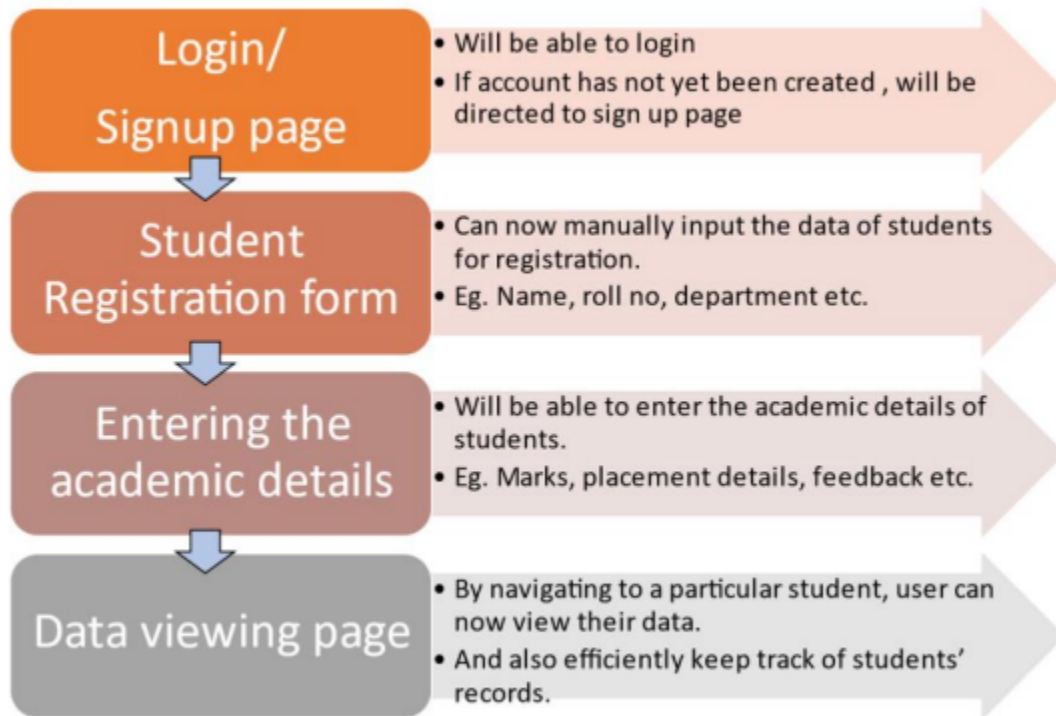 Login/
Signup page
• Will be able to login
• If account has not yet been created , will be
directed to sign up page
Student
Registration form
• Can now manually input the data of students
for registration.
• Eg. Name, roll no, department etc.
Entering the
academic details
• Will be able to enter the academic details of
students.
• Eg. Marks, placement details, feedback etc.
Data viewing page
• By navigating to a particular student, user can
now view their data.
• And also efficiently keep track of students’
records.